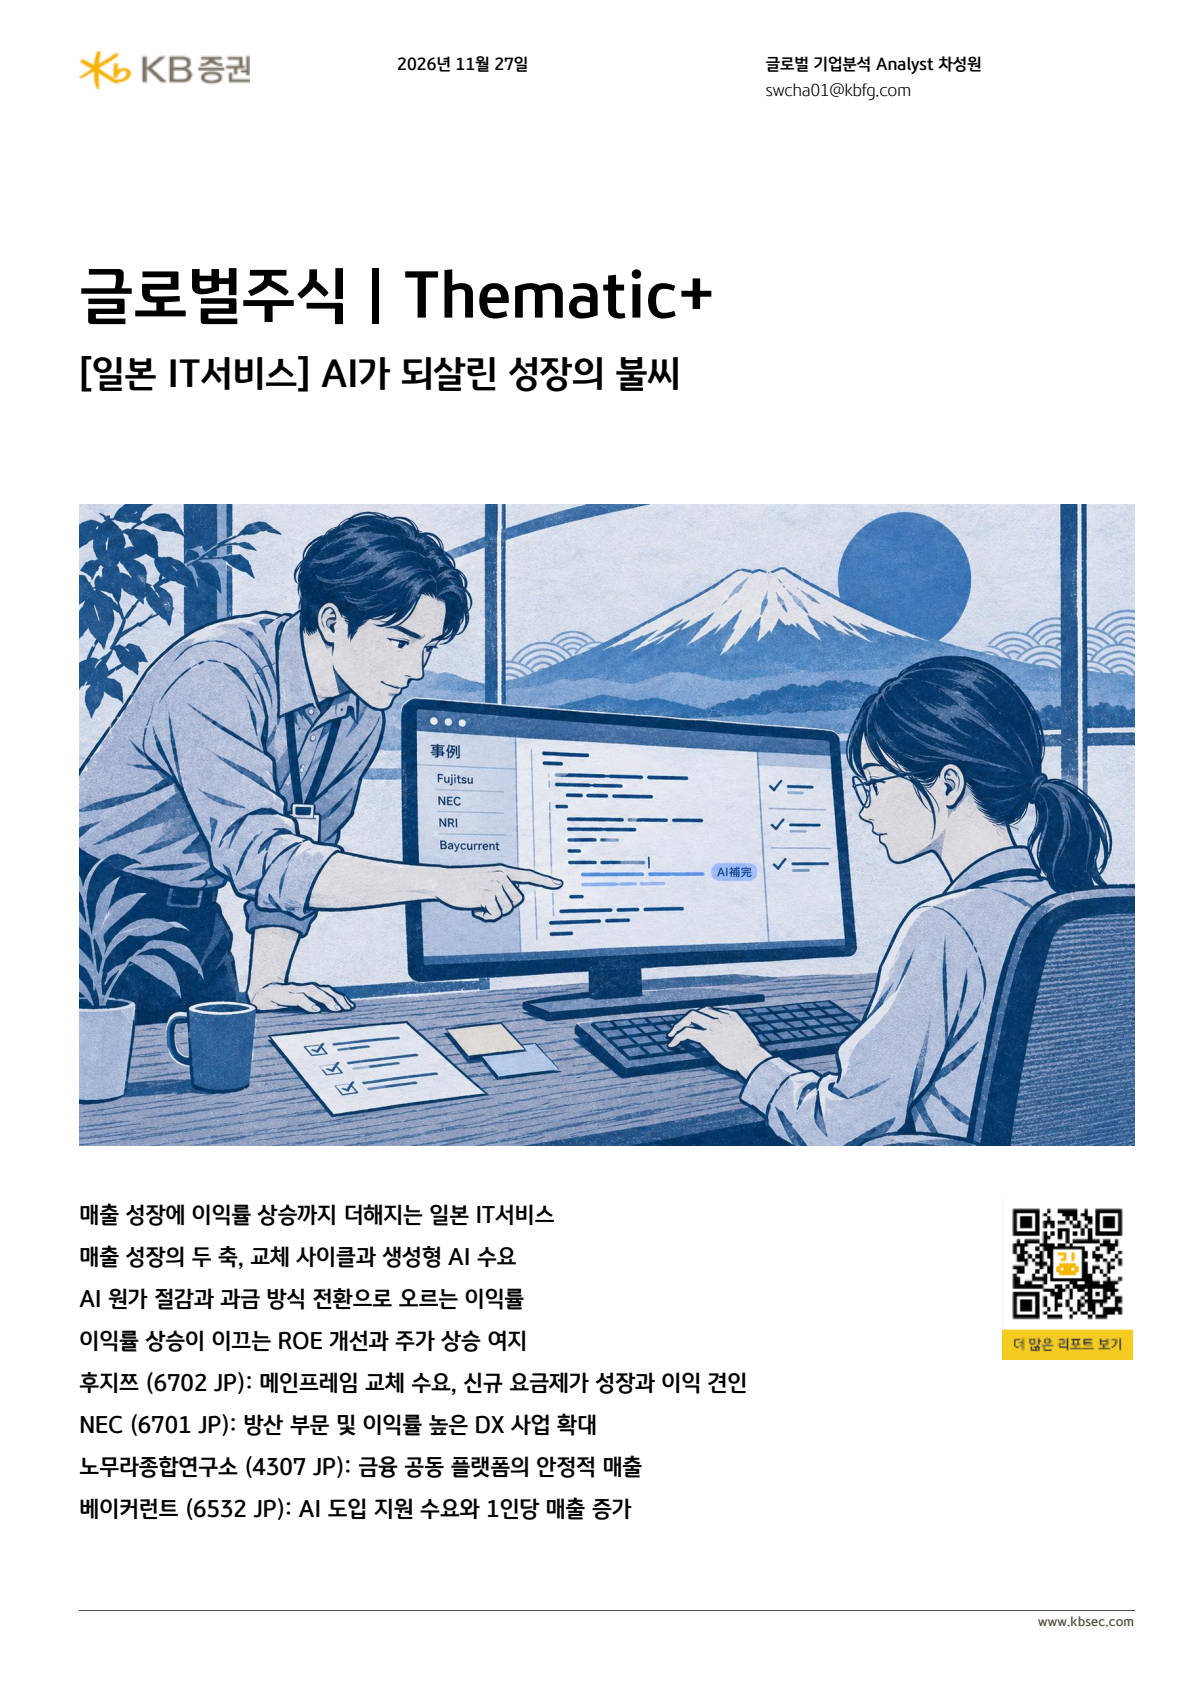 KB증권
2026년 11월 27일
글로벌 기업분석 Analyst 차성원
swcha01@kbfg.com
글로벌주식 | Thematic+
[일본 IT서비스] AI가 되살린 성장의 불씨
事例
Fujitsu
NEC
NRI
Baycurrent
AI補完
매출 성장에 이익률 상승까지 더해지는 일본 IT서비스
매출 성장의 두 축, 교체 사이클과 생성형 AI 수요
AI 원가 절감과 과금 방식 전환으로 오르는 이익률
이익률 상승이 이끄는 ROE 개선과 주가 상승 여지
후지쯔 (6702 JP): 메인프레임 교체 수요, 신규 요금제가 성장과 이익 견인
NEC (6701 JP): 방산 부문 및 이익률 높은 DX 사업 확대
노무라종합연구소 (4307 JP): 금융 공동 플랫폼의 안정적 매출
베이커런트 (6532 JP): AI 도입 지원 수요와 1인당 매출 증가
더 많은 리포트 보기
www.kbsec.com